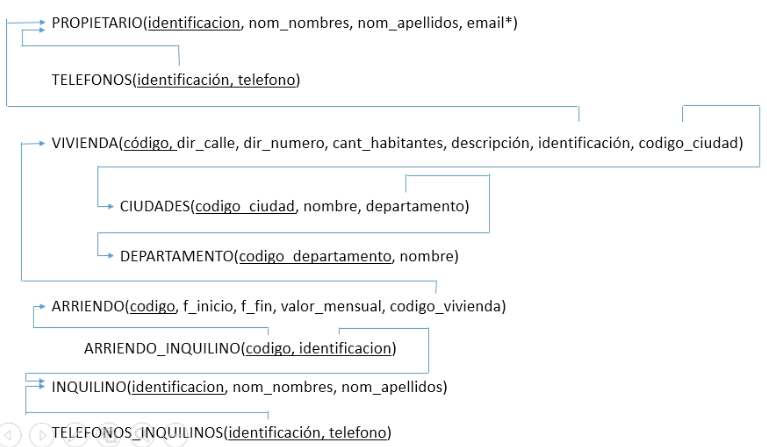 PROPIETARIO(identificacion, nom_nombres, nom_apellidos, email*)
TELEFONOS(identificación, telefono)
VIVIENDA(código, dir_calle, dir_numero, cant_habitantes, descripción, identificación, codigo_ciudad)
CIUDADES(codigo_ciudad, nombre, departamento)
DEPARTAMENTO(codigo_departamento, nombre)
ARRIENDO(codigo, f_inicio, f_fin, valor_mensual, codigo_vivienda)
ARRIENDO_INQUILINO(codigo, identificacion)
INQUILINO(identificacion, nom_nombres, nom_apellidos)
TELEFONOS_INQUILINOS(identificación, telefono)